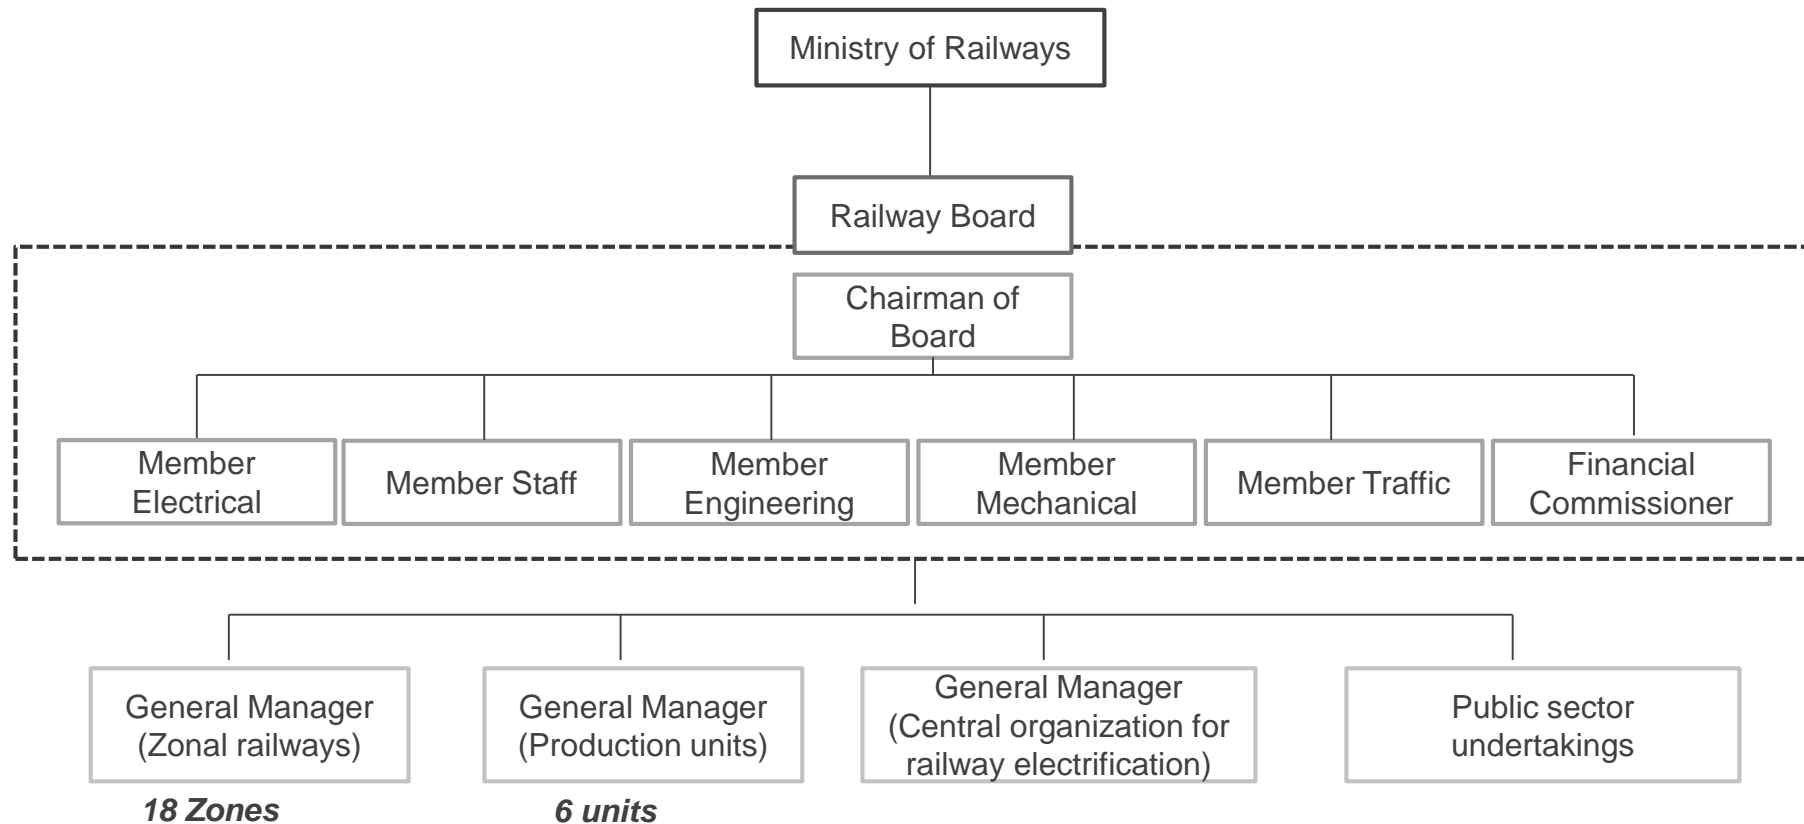 Ministry of Railways
Railway Board
Chairman of
Board
Member
Electrical
Member Staff
Member
Engineering
Member
Mechanical
Member Traffic
Financial
Commissioner
General Manager
(Zonal railways)
General Manager
(Production units)
General Manager
(Central organization for
railway electrification)
Public sector
undertakings
18 Zones
6 units